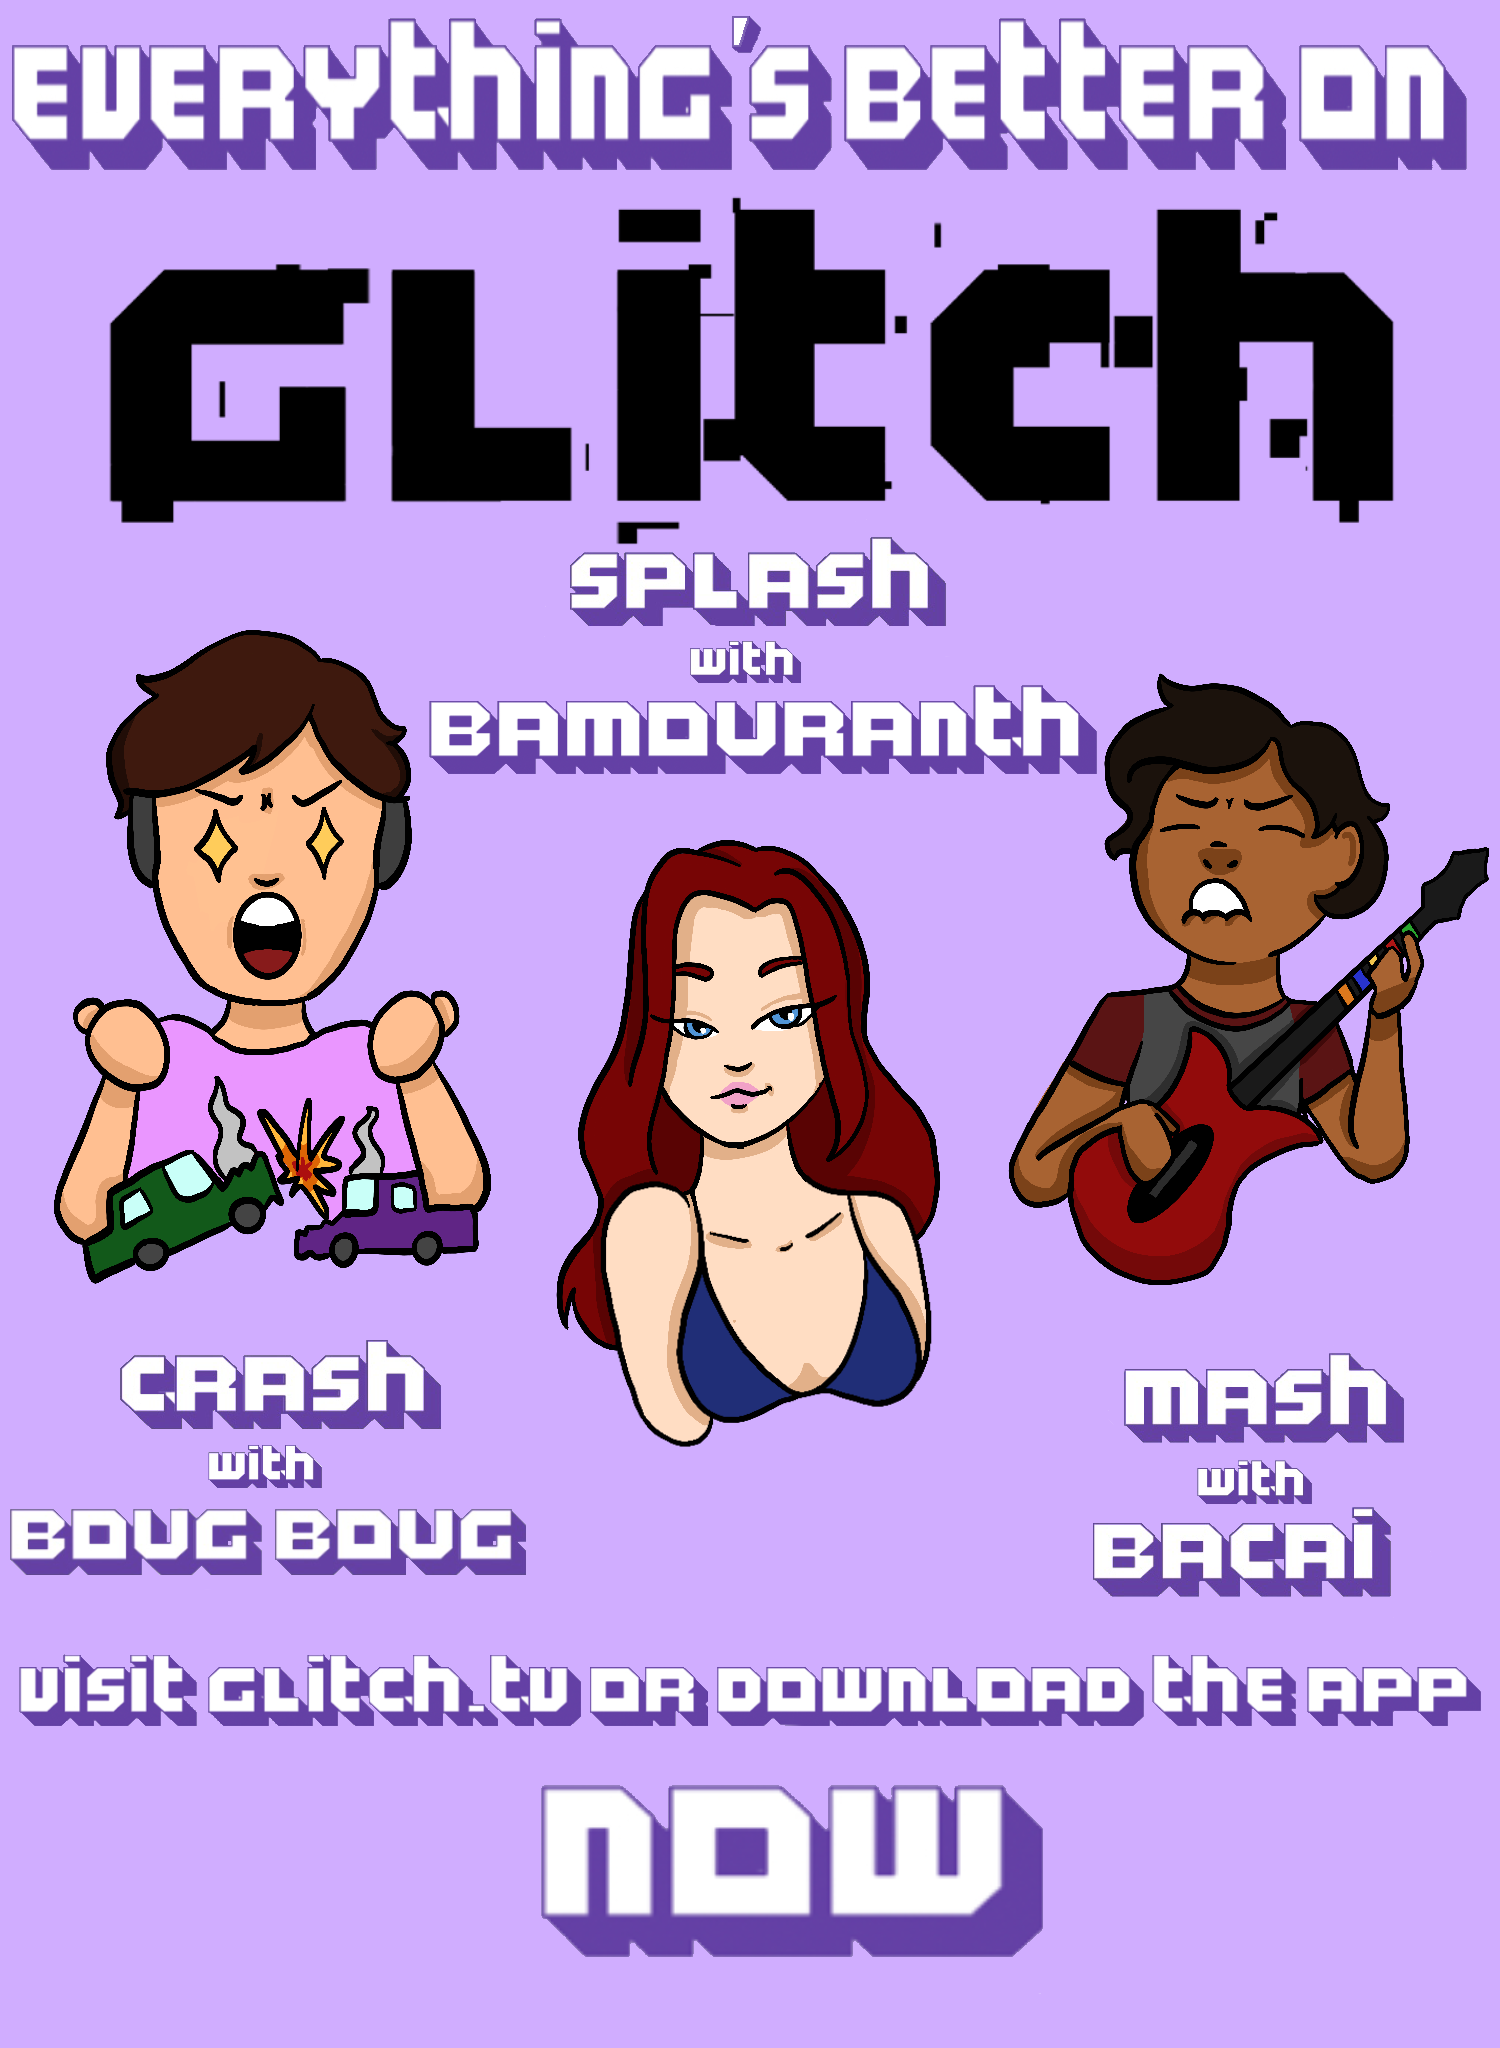 EVERYthiNG'S BEttER ON
GLitch
SPLASh
with
BAMOURANth
CRASh
with
BOUG BOUG
MASh
with
BACAi
ViSit GLitch.tv OR DOWNLOAD thE APP
NOW